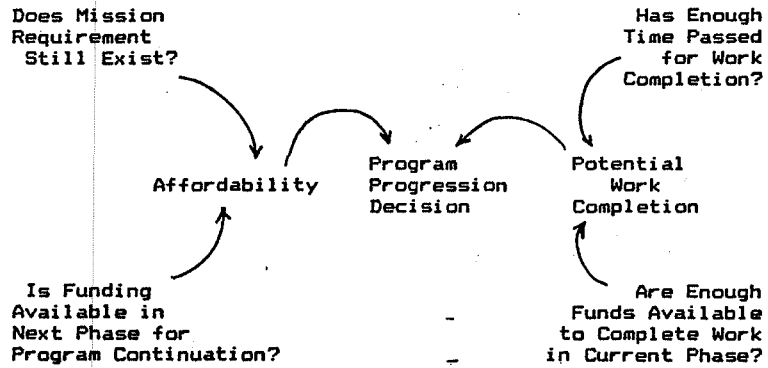 Does Mission
Requirement
Still Exist?
Has Enough
Time Passed
for Work
Completion?
Affordability
Program
Progression
Decision
Potential
Work
Completion
Is Funding
Available in
Next Phase for
Program Continuation?
Are Enough
Funds Available
to Complete Work
in Current Phase?